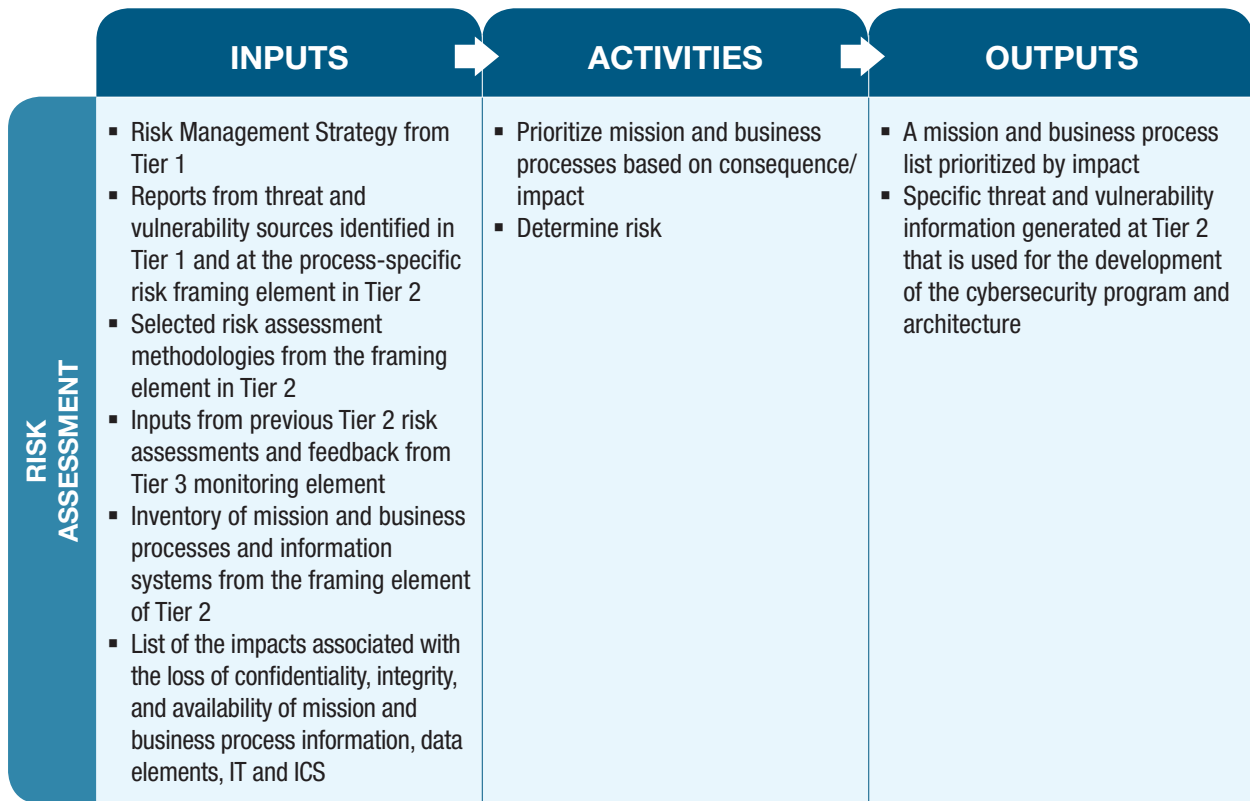 INPUTS
ACTIVITIES
OUTPUTS
RISK
ASSESSMENT
▪ Risk Management Strategy from
Tier 1
▪ Reports from threat and
vulnerability sources identified in
Tier 1 and at the process-specific
risk framing element in Tier 2
▪ Selected risk assessment
methodologies from the framing
element in Tier 2
▪ Inputs from previous Tier 2 risk
assessments and feedback from
Tier 3 monitoring element
▪ Inventory of mission and business
processes and information
systems from the framing element
of Tier 2
▪ List of the impacts associated with
the loss of confidentiality, integrity,
and availability of mission and
business process information, data
elements, IT and ICS
▪ Prioritize mission and business
processes based on consequence/
impact
▪ Determine risk
▪ A mission and business process
list prioritized by impact
▪ Specific threat and vulnerability
information generated at Tier 2
that is used for the development
of the cybersecurity program and
architecture